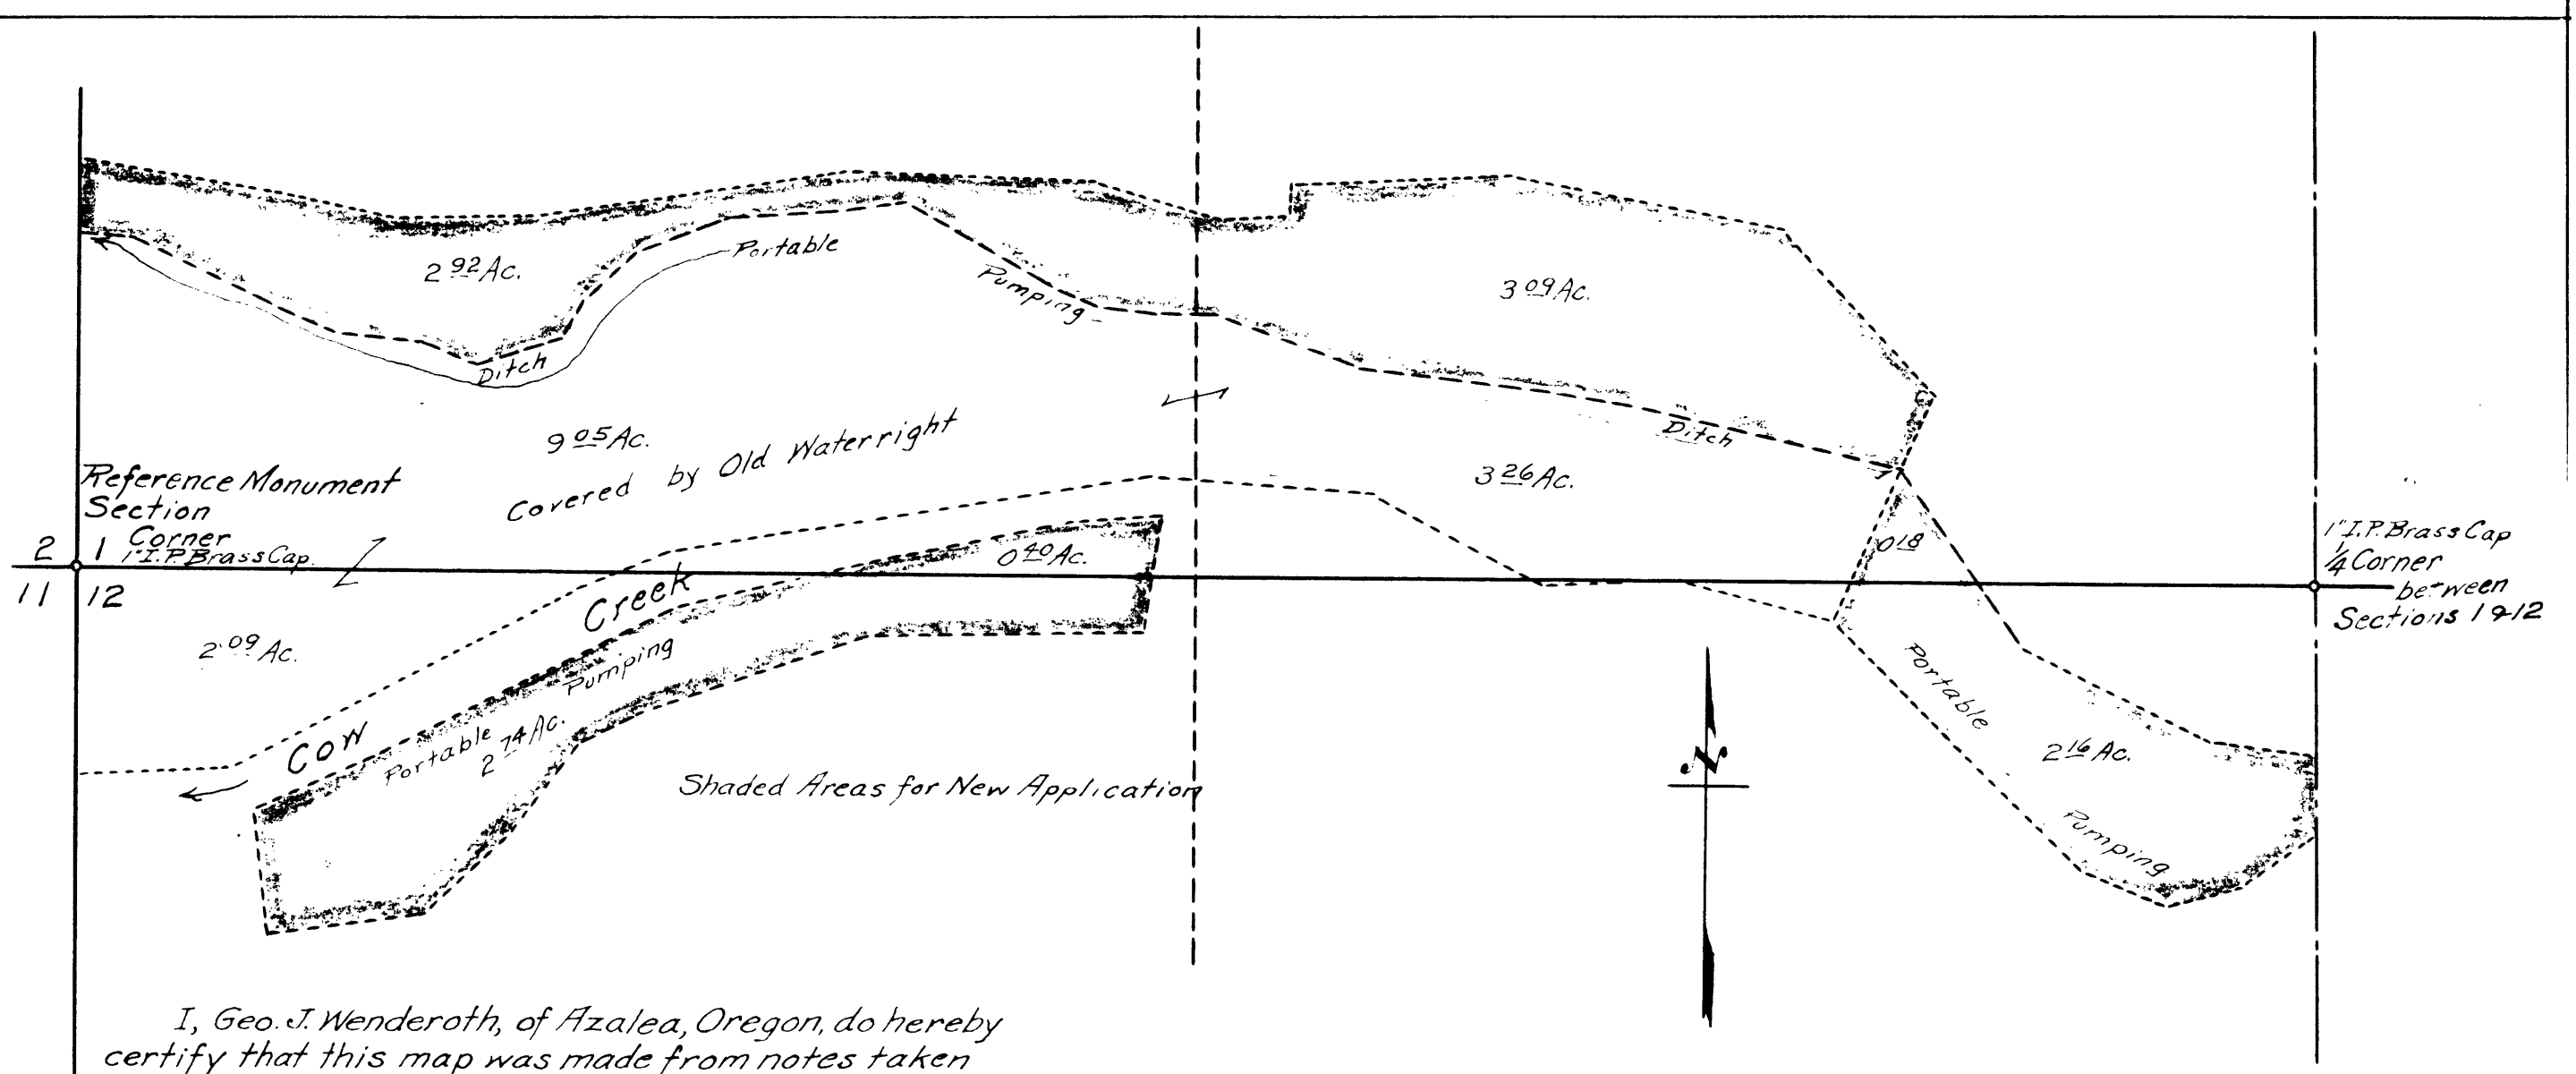 2 92 Ac.
Portable
Pumping
3 09 Ac.
Ditch
9 05 Ac.
Covered by Old Waterright
Ditch
3 26 Ac.
Reference Monument
Section
Corner
1" I.P. Brass Cap.
2 1
11 12
0 40 Ac.
0 18
1" I.P. Brass Cap
1/4 Corner
between
Sections 1 & 12
Creek
2 09 Ac.
Pumping
Cow
Portable
2 74 Ac.
Portable
2 16 Ac.
Pumping
N
Shaded Areas for New Application
I, Geo. J. Wenderoth, of Azalea, Oregon, do hereby
certify that this map was made from notes taken